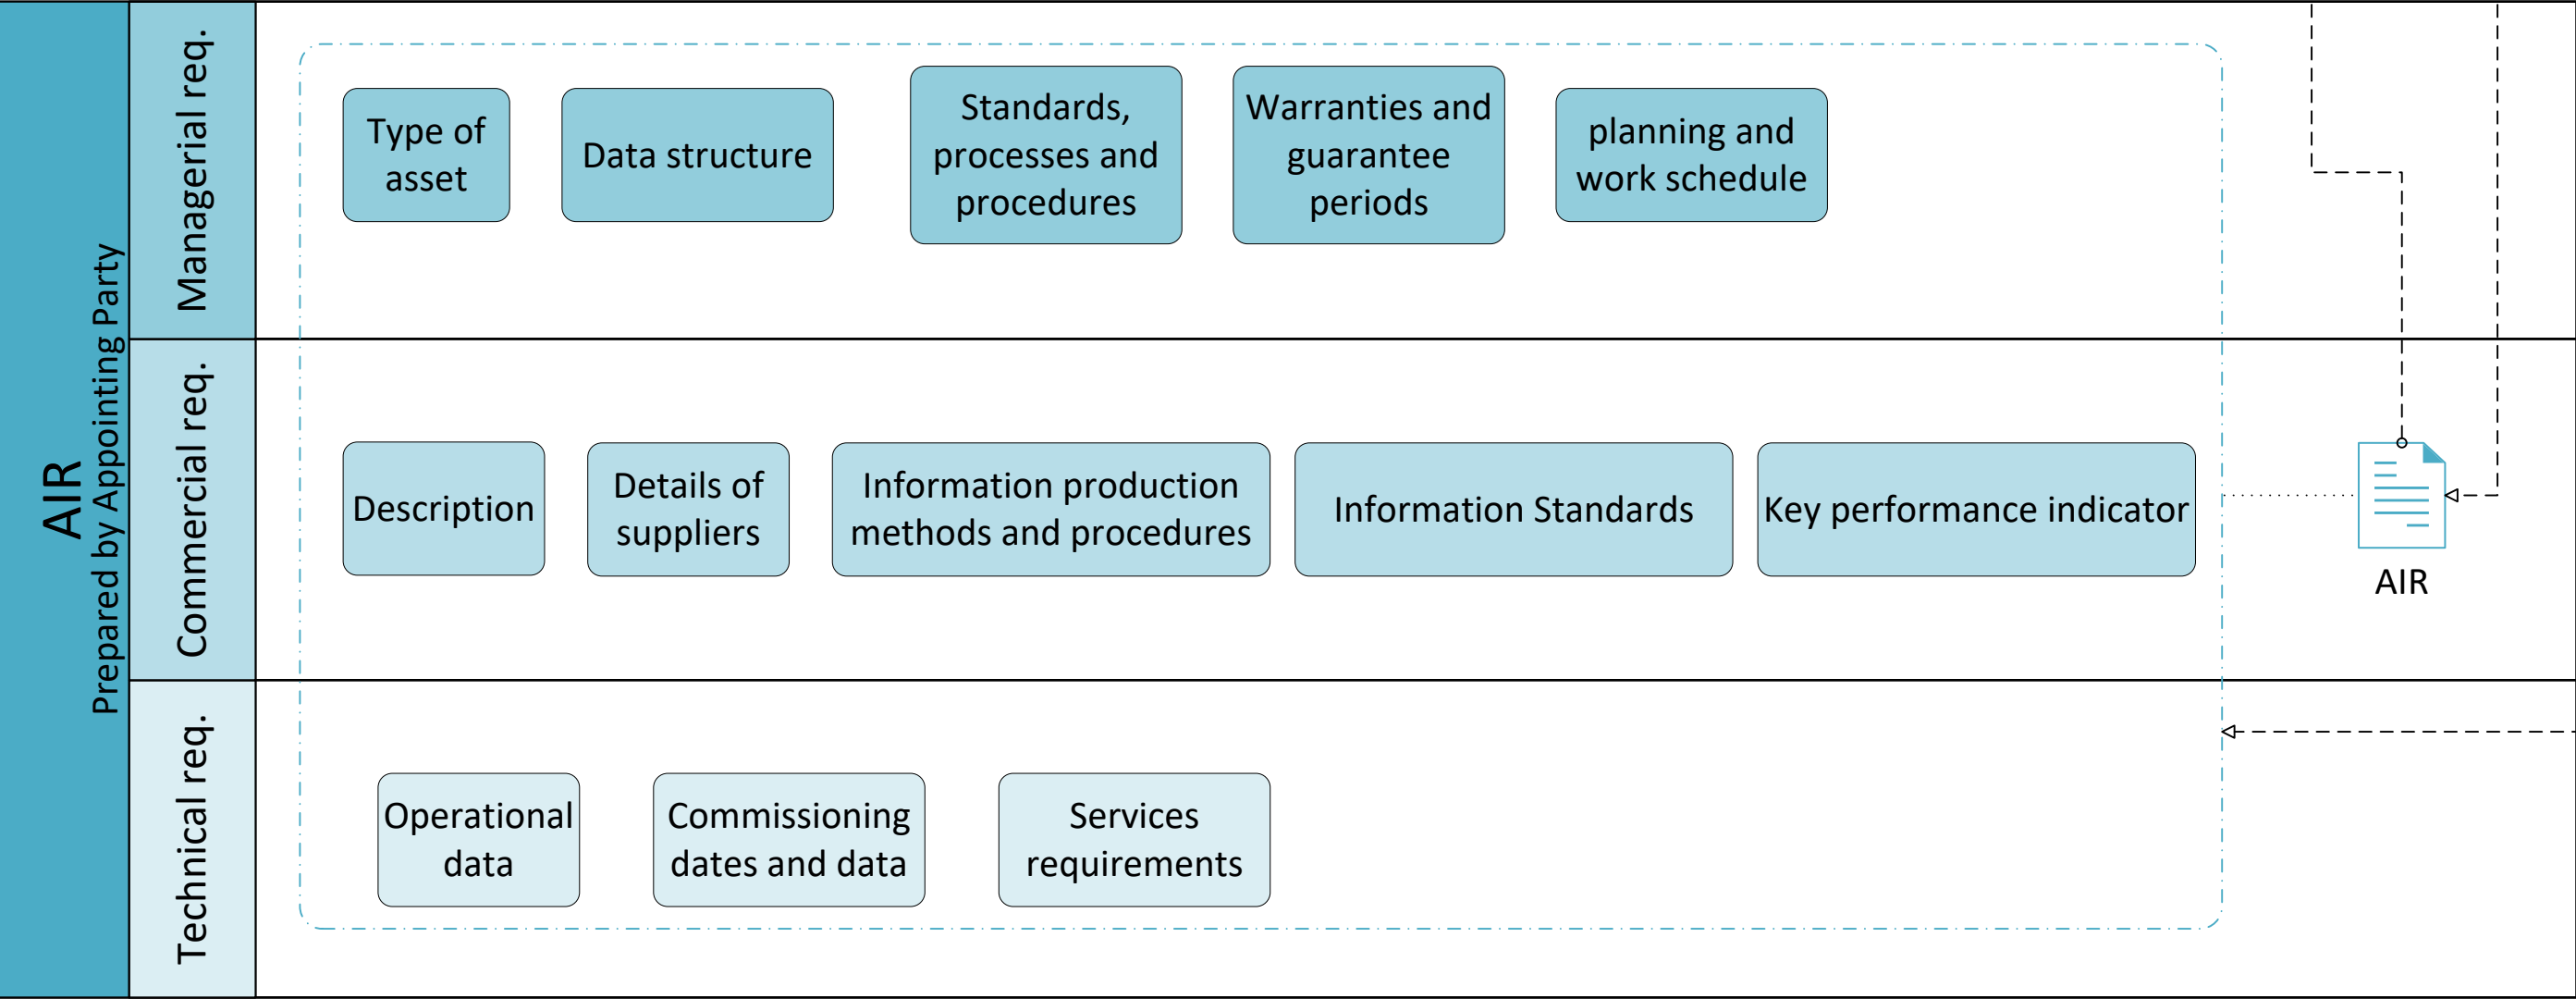 AIR
Prepared by Appointing Party
Managerial req.
Type of
asset
Data structure
Standards,
processes and
procedures
Warranties and
guarantee
periods
planning and
work schedule
Commercial req.
Description
Details of
suppliers
Information production
methods and procedures
Information Standards
Key performance indicator
AIR
Technical req.
Operational
data
Commissioning
dates and data
Services
requirements